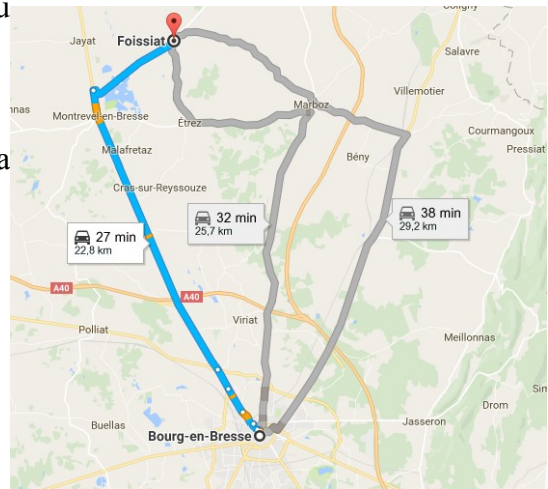 u
Coligny
Foissiat
Jayat
Salavre
Villemotier
nnas
Montrevel-en-Bresse
Étrez
Marboz
Courmangoux
Pressiat
Malafretaz
Bény
a
Cras-sur-Reyssouze
32 min
25,7 km
38 min
29,2 km
27 min
22,8 km
A40
A40
Viriat
Polliat
Meillonnas
Sim
Drom
Buellas
Jasseron
Bourg-en-Bresse